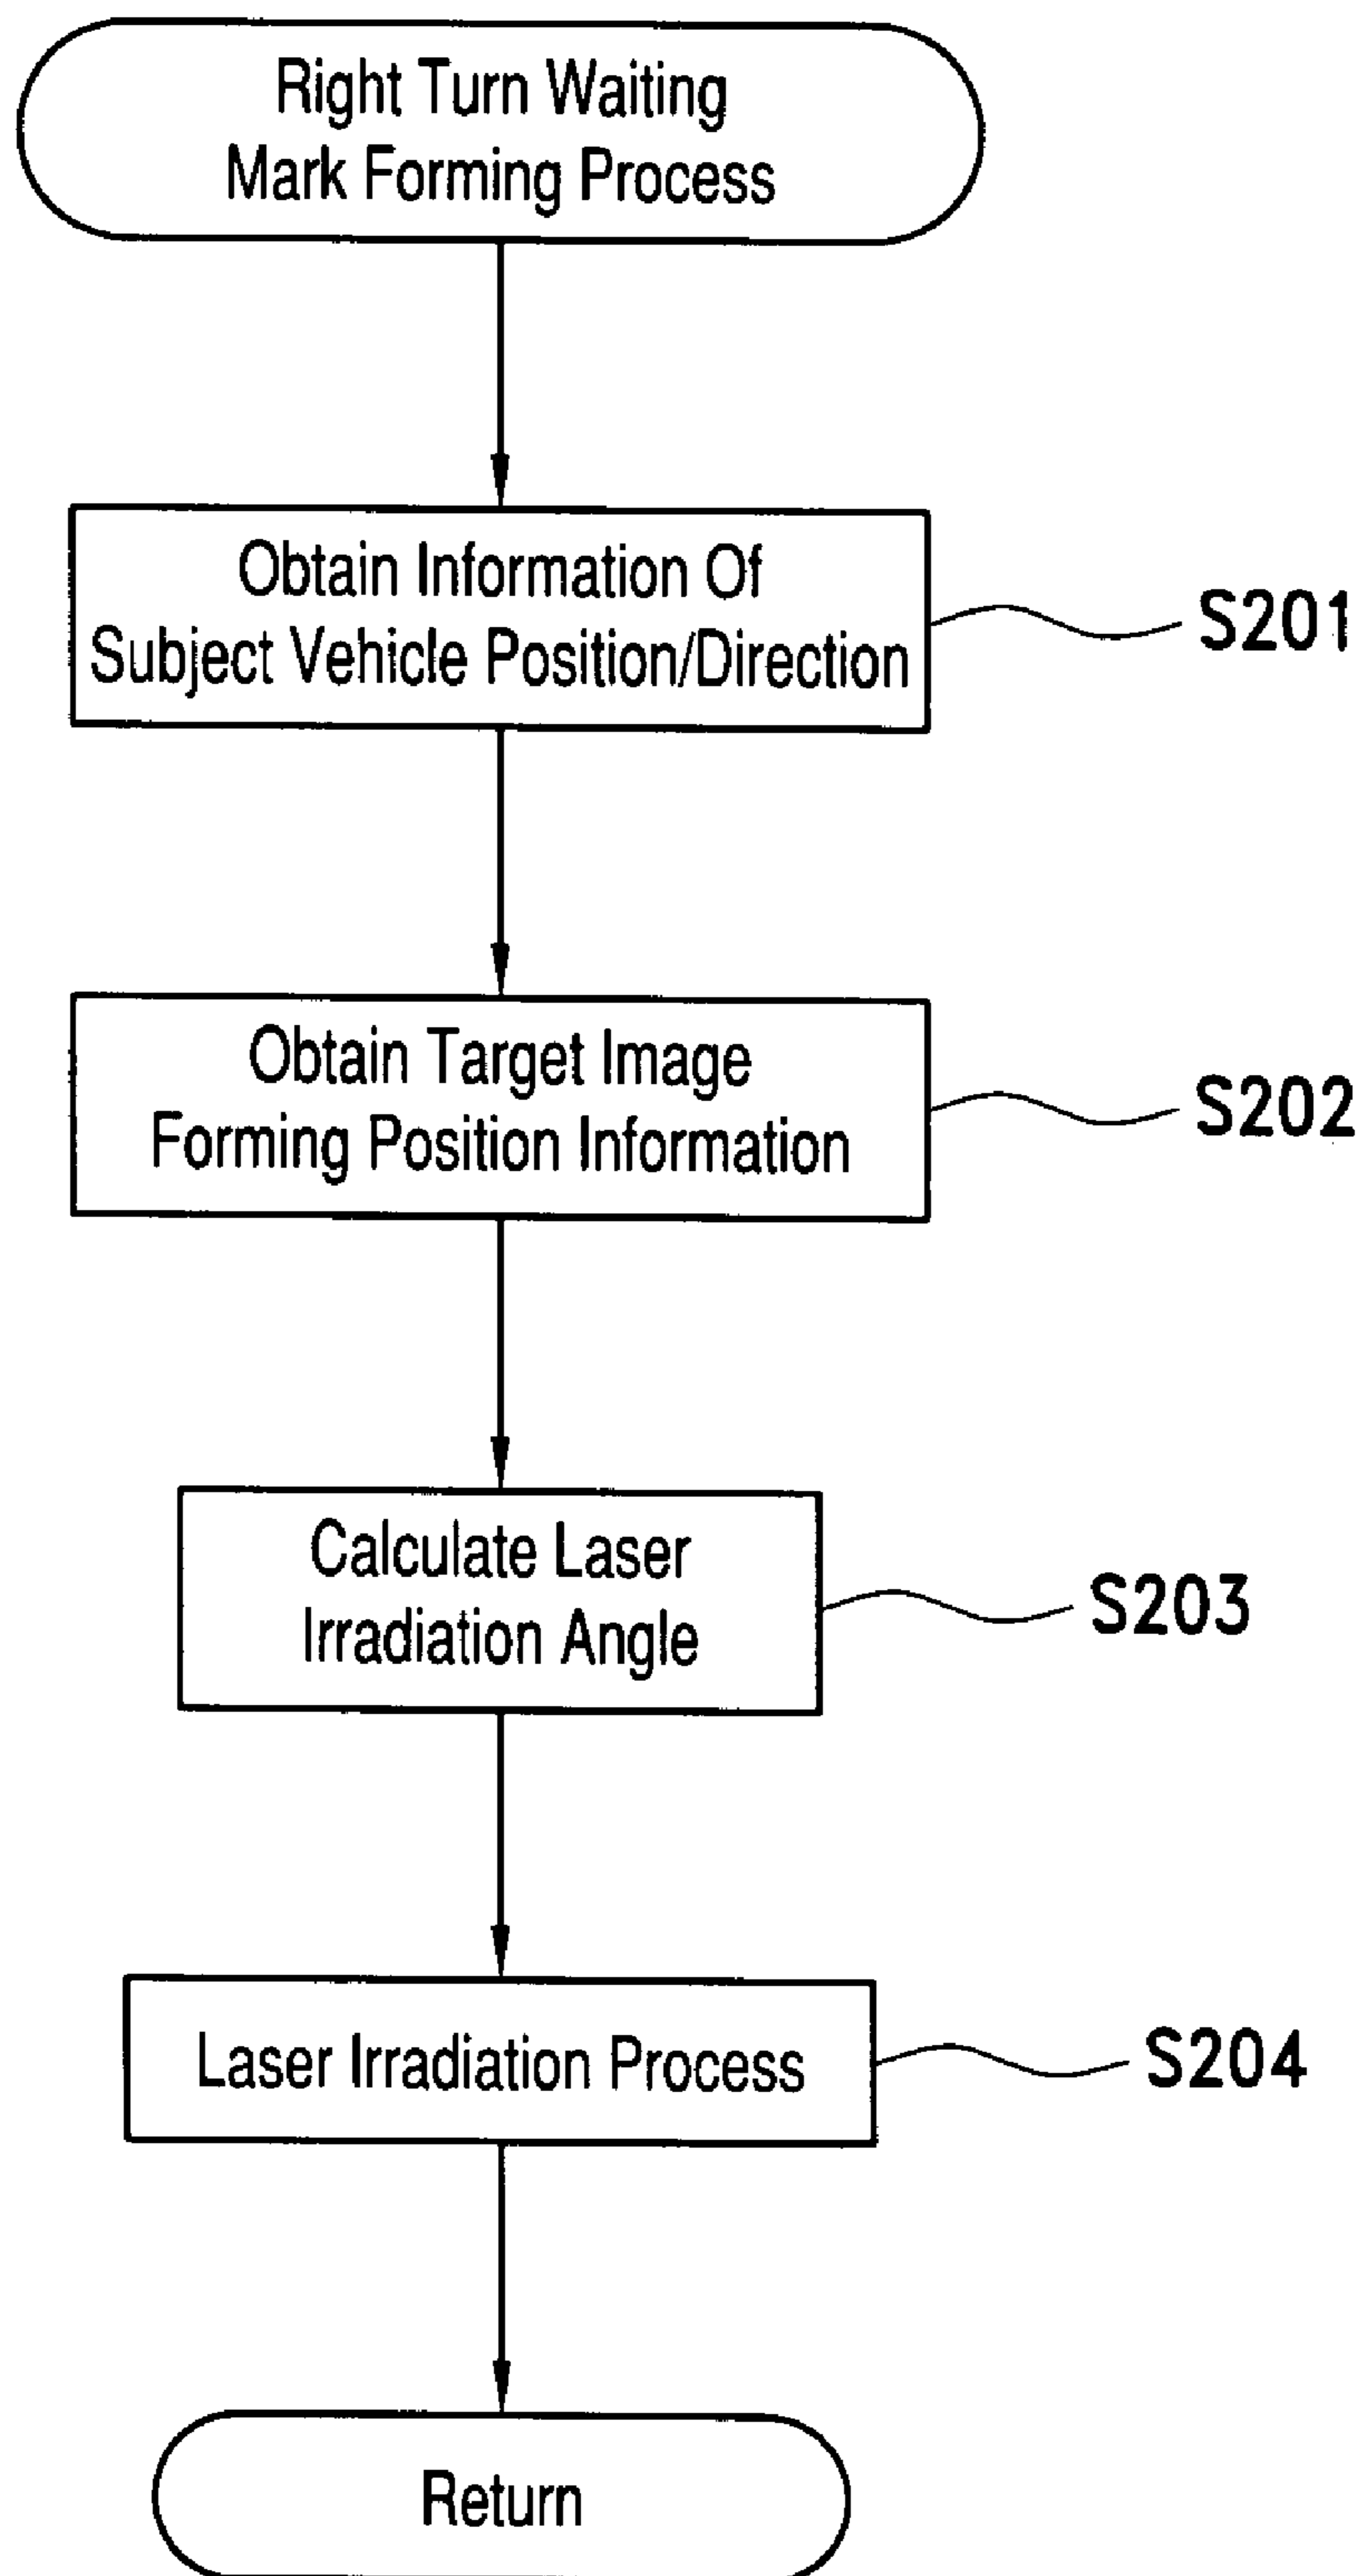 Right Turn Waiting
Mark Forming Process
Obtain Information Of
Subject Vehicle Position/Direction
S201
Obtain Target Image
Forming Position Information
S202
Calculate Laser
Irradiation Angle
S203
Laser Irradiation Process
S204
Return